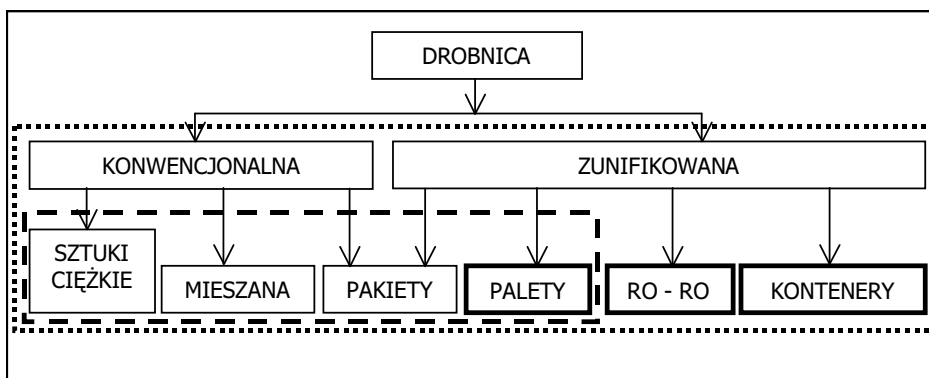 DROBNICA
KONWENCJONALNA
ZUNIFIKOWANA
SZTUKI
CIĘŻKIE
MIESZANA
PAKIETY
PALETY
RO - RO
KONTENERY